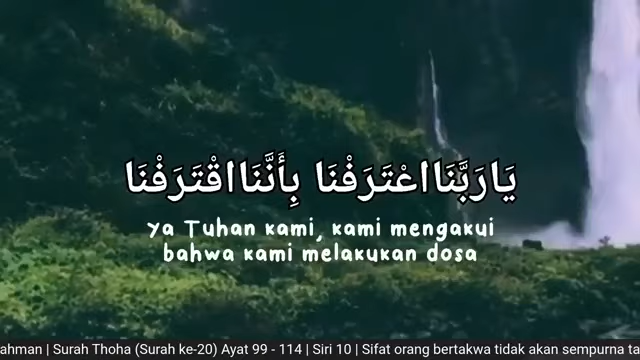 يَارَبَّنَااعْتَرَفْنَا بِأَنَّنَااقْتَرَفْنَا
Ya Tuhan kami, kami mengakui
bahwa kami melakukan dosa
ahman | Surah Thoha (Surah ke-20) Ayat 99 - 114 | Siri 10 | Sifat orang bertakwa tidak akan sempurna ta